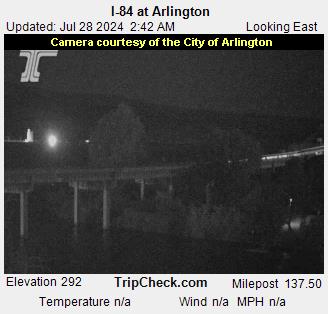 I-84 at Arlington
Updated: Jul 28 2024 2:42 AM Looking East
Camera courtesy of the City of Arlington
Elevation 292 TripCheck.com Milepost 137.50
Temperature n/a Wind n/a MPH n/a